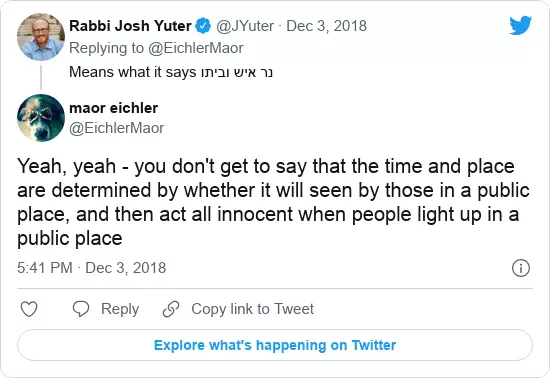 Rabbi Josh Yuter @JYuter · Dec 3, 2018
Replying to @EichlerMaor
Means what it says נר איש וביתו
maor eichler
@EichlerMaor
Yeah, yeah - you don't get to say that the time and place
are determined by whether it will seen by those in a public
place, and then act all innocent when people light up in a
public place
5:41 PM · Dec 3, 2018
Reply
Copy link to Tweet
Explore what's happening on Twitter